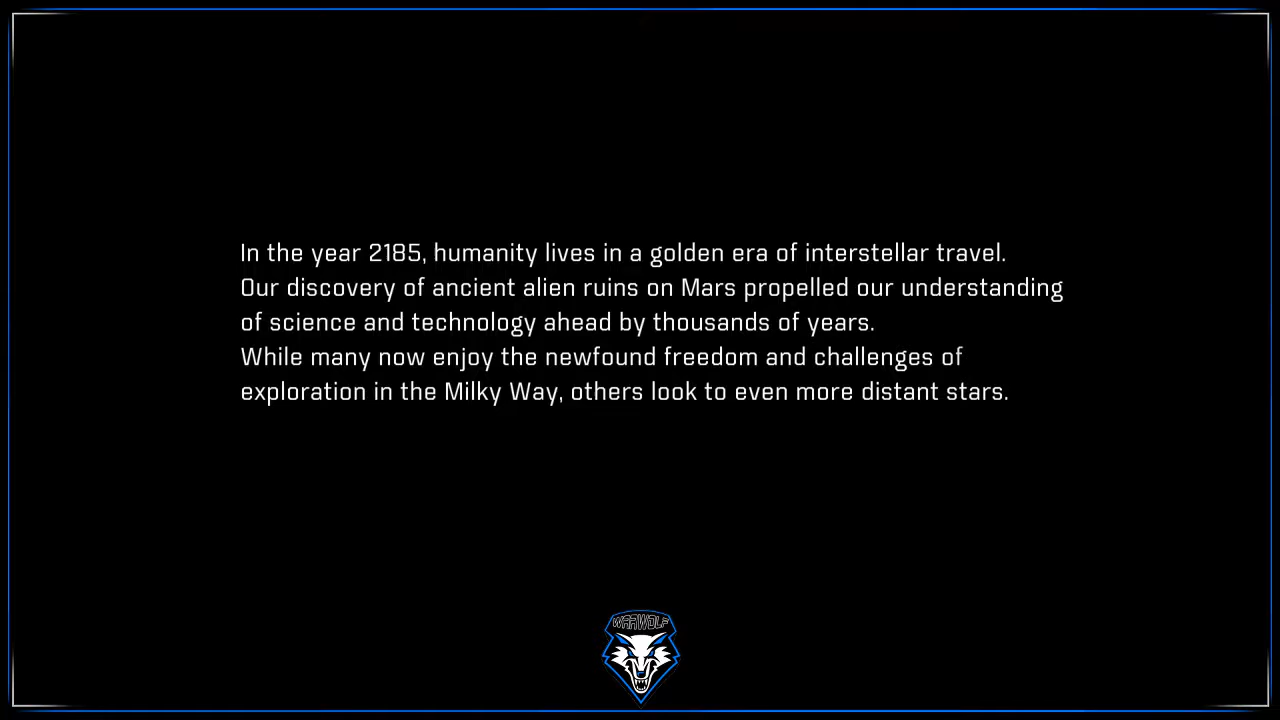 In the year 2185, humanity lives in a golden era of interstellar travel.
Our discovery of ancient alien ruins on Mars propelled our understanding
of science and technology ahead by thousands of years.
While many now enjoy the newfound freedom and challenges of
exploration in the Milky Way, others look to even more distant stars.
WARWOLF